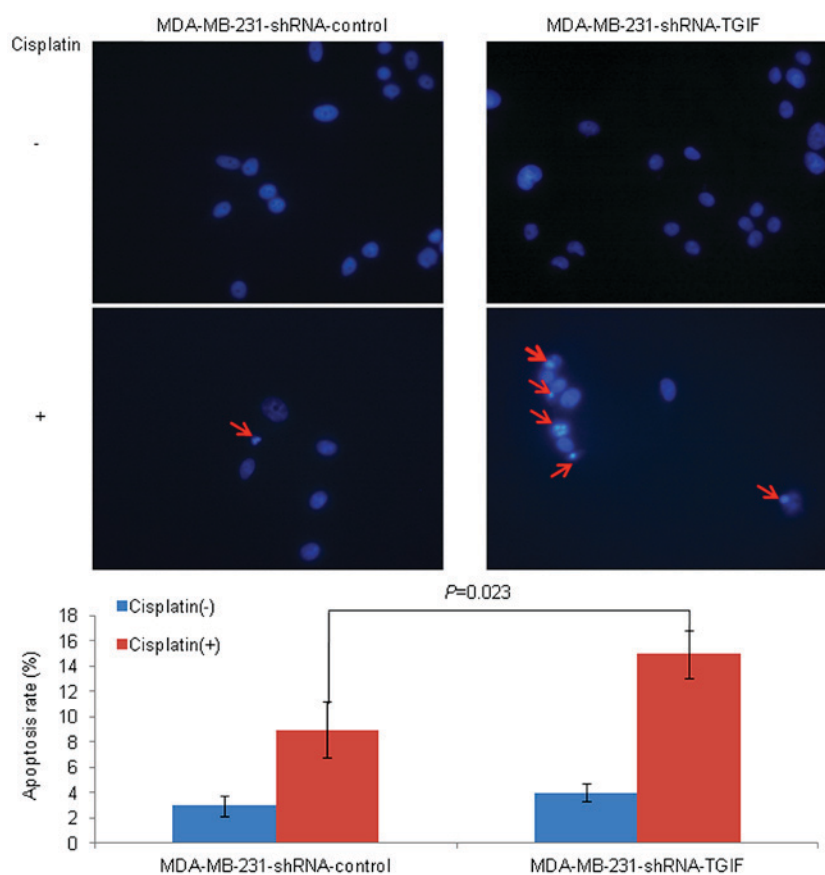 MDA-MB-231-shRNA-control
MDA-MB-231-shRNA-TGIF
Cisplatin
-
+
P=0.023
Cisplatin(-)
Cisplatin(+)
Apoptosis rate (%)
18
16
14
12
10
8
6
4
2
0
MDA-MB-231-shRNA-control
MDA-MB-231-shRNA-TGIF